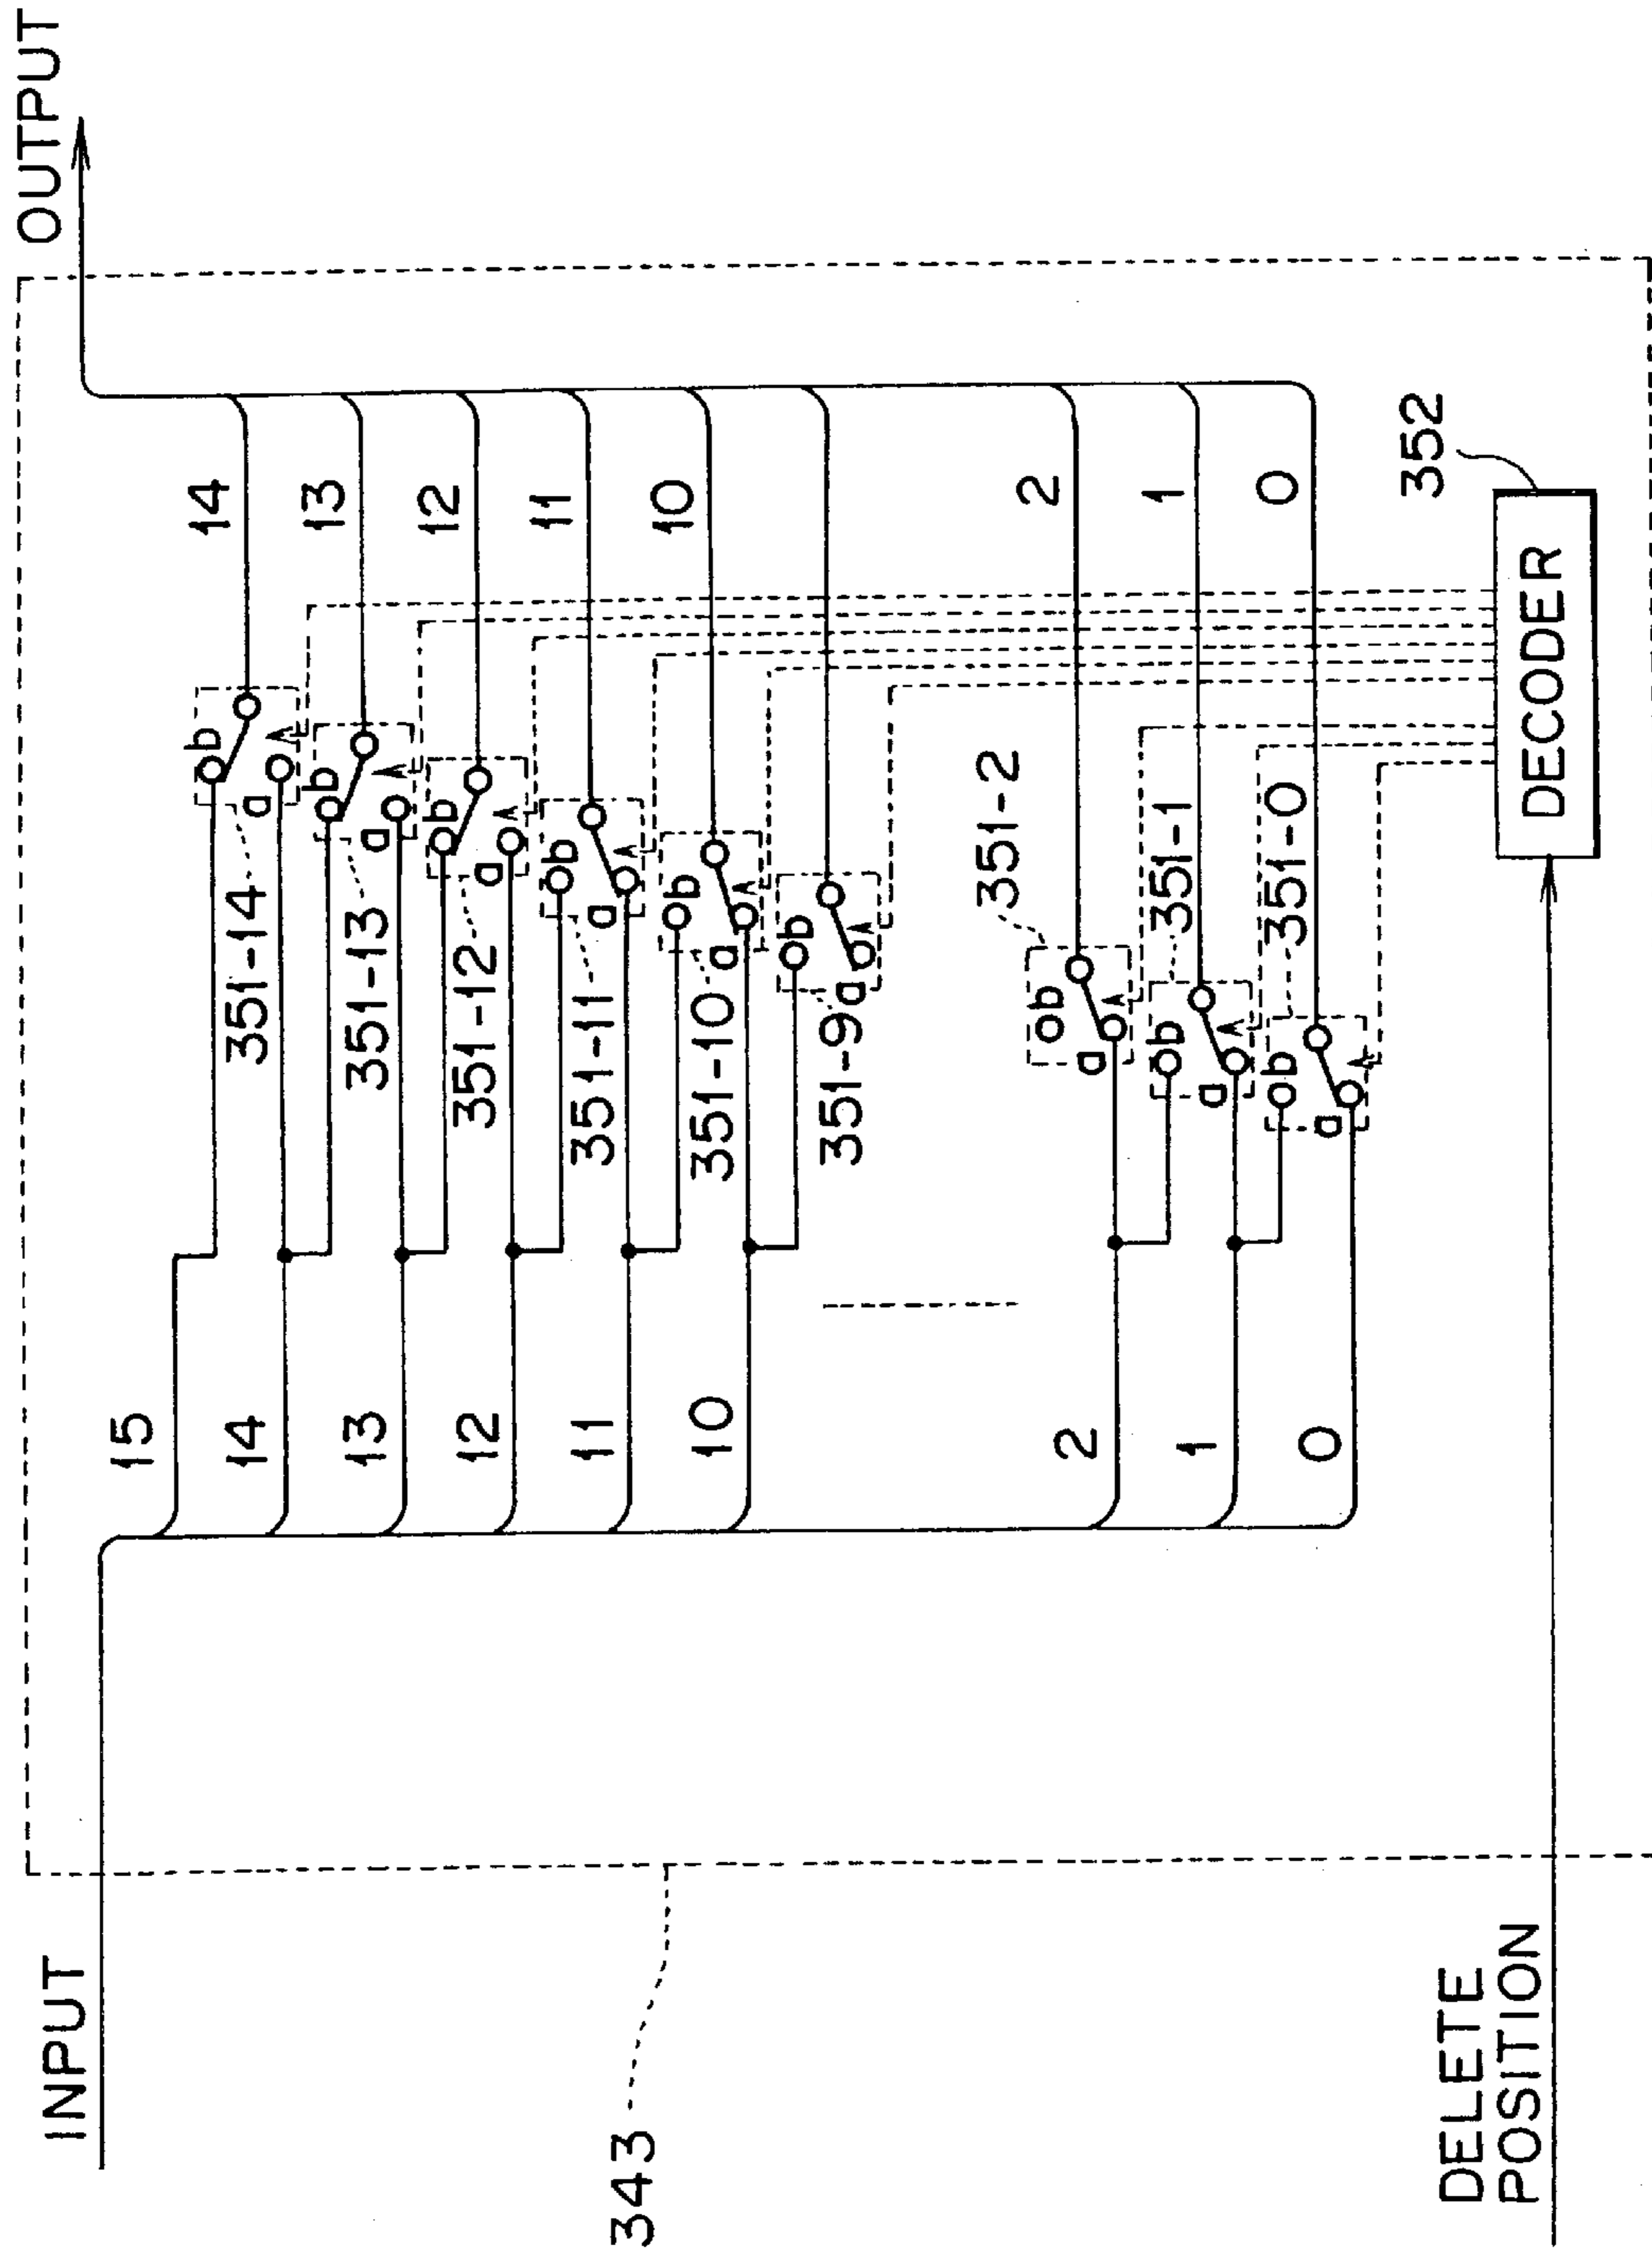 INPUT
OUTPUT
343
15
14
13
12
11
10
2
1
0
b
a
351-14
b
a
351-13
b
a
351-12
b
a
351-11
b
a
351-10
b
a
351-9
b
a
351-2
b
a
351-1
b
a
351-0
14
13
12
11
10
2
1
0
352
DECODER
DELETE
POSITION